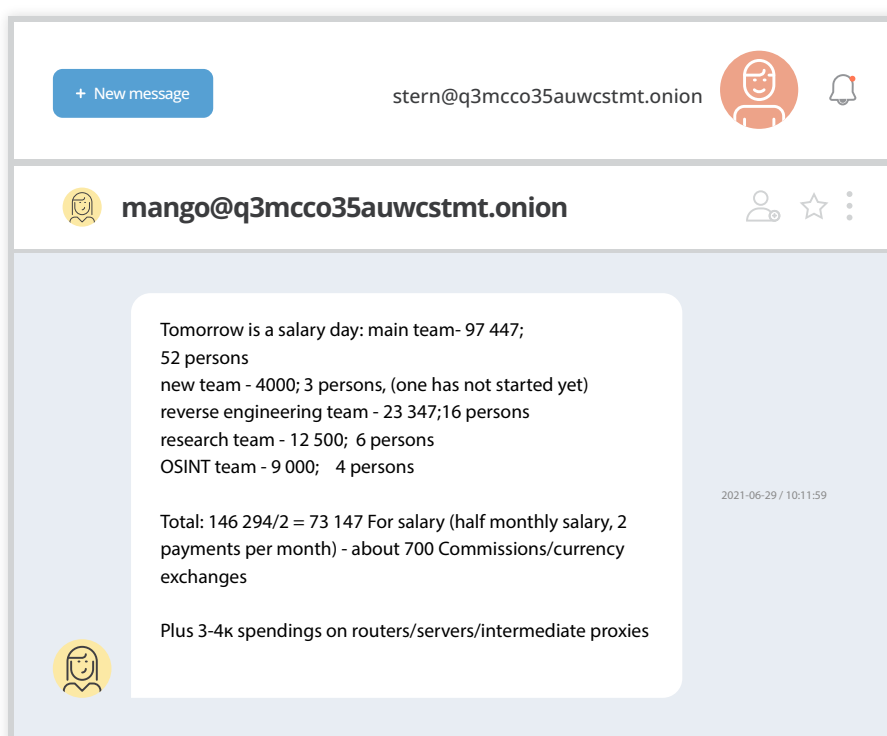 + New message
stern@q3mcco35auwcstmt.onion
mango@q3mcco35auwcstmt.onion
Tomorrow is a salary day: main team- 97 447;
52 persons
new team - 4000; 3 persons, (one has not started yet)
reverse engineering team - 23 347;16 persons
research team - 12 500;  6 persons
OSINT team - 9 000;    4 persons
2021-06-29 / 10:11:59
Total: 146 294/2 = 73 147 For salary (half monthly salary, 2
payments per month) - about 700 Commissions/currency
exchanges
Plus 3-4к spendings on routers/servers/intermediate proxies